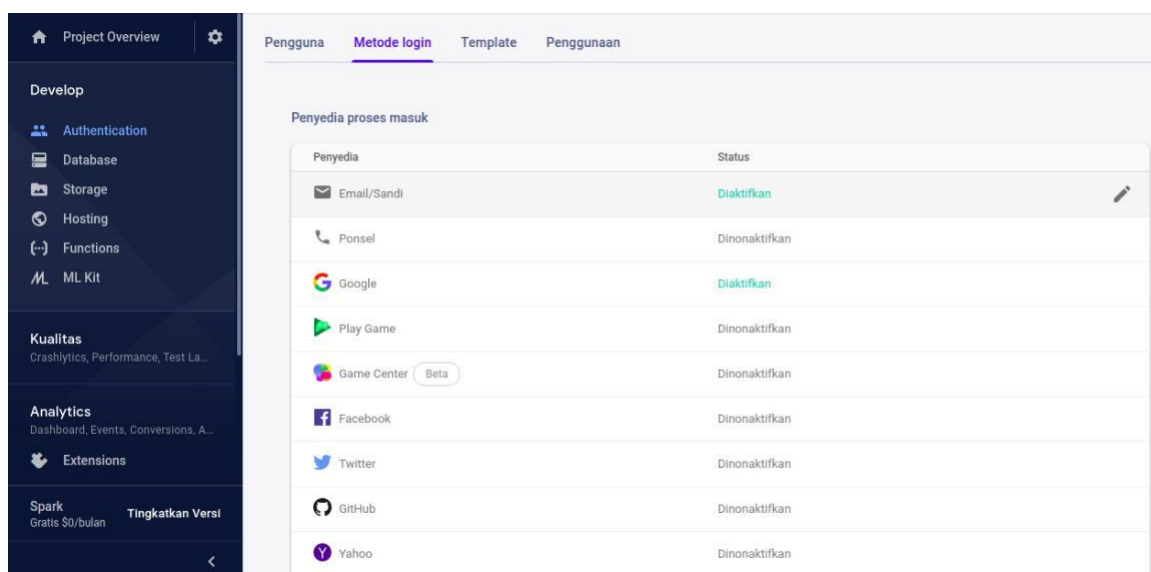 Project Overview
Develop
Authentication
Database
Storage
Hosting
Functions
ML Kit
Kualitas
Crashlytics, Performance, Test La...
Analytics
Dashboard, Events, Conversions, A...
Extensions
Spark
Gratis $0/bulan
Tingkatkan Versi
Pengguna Metode login Template Penggunaan
Penyedia proses masuk
Penyedia Status
Email/Sandi Diaktifkan
Ponsel Dinonaktifkan
Google Diaktifkan
Play Game Dinonaktifkan
Game Center Beta Dinonaktifkan
Facebook Dinonaktifkan
Twitter Dinonaktifkan
GitHub Dinonaktifkan
Yahoo Dinonaktifkan